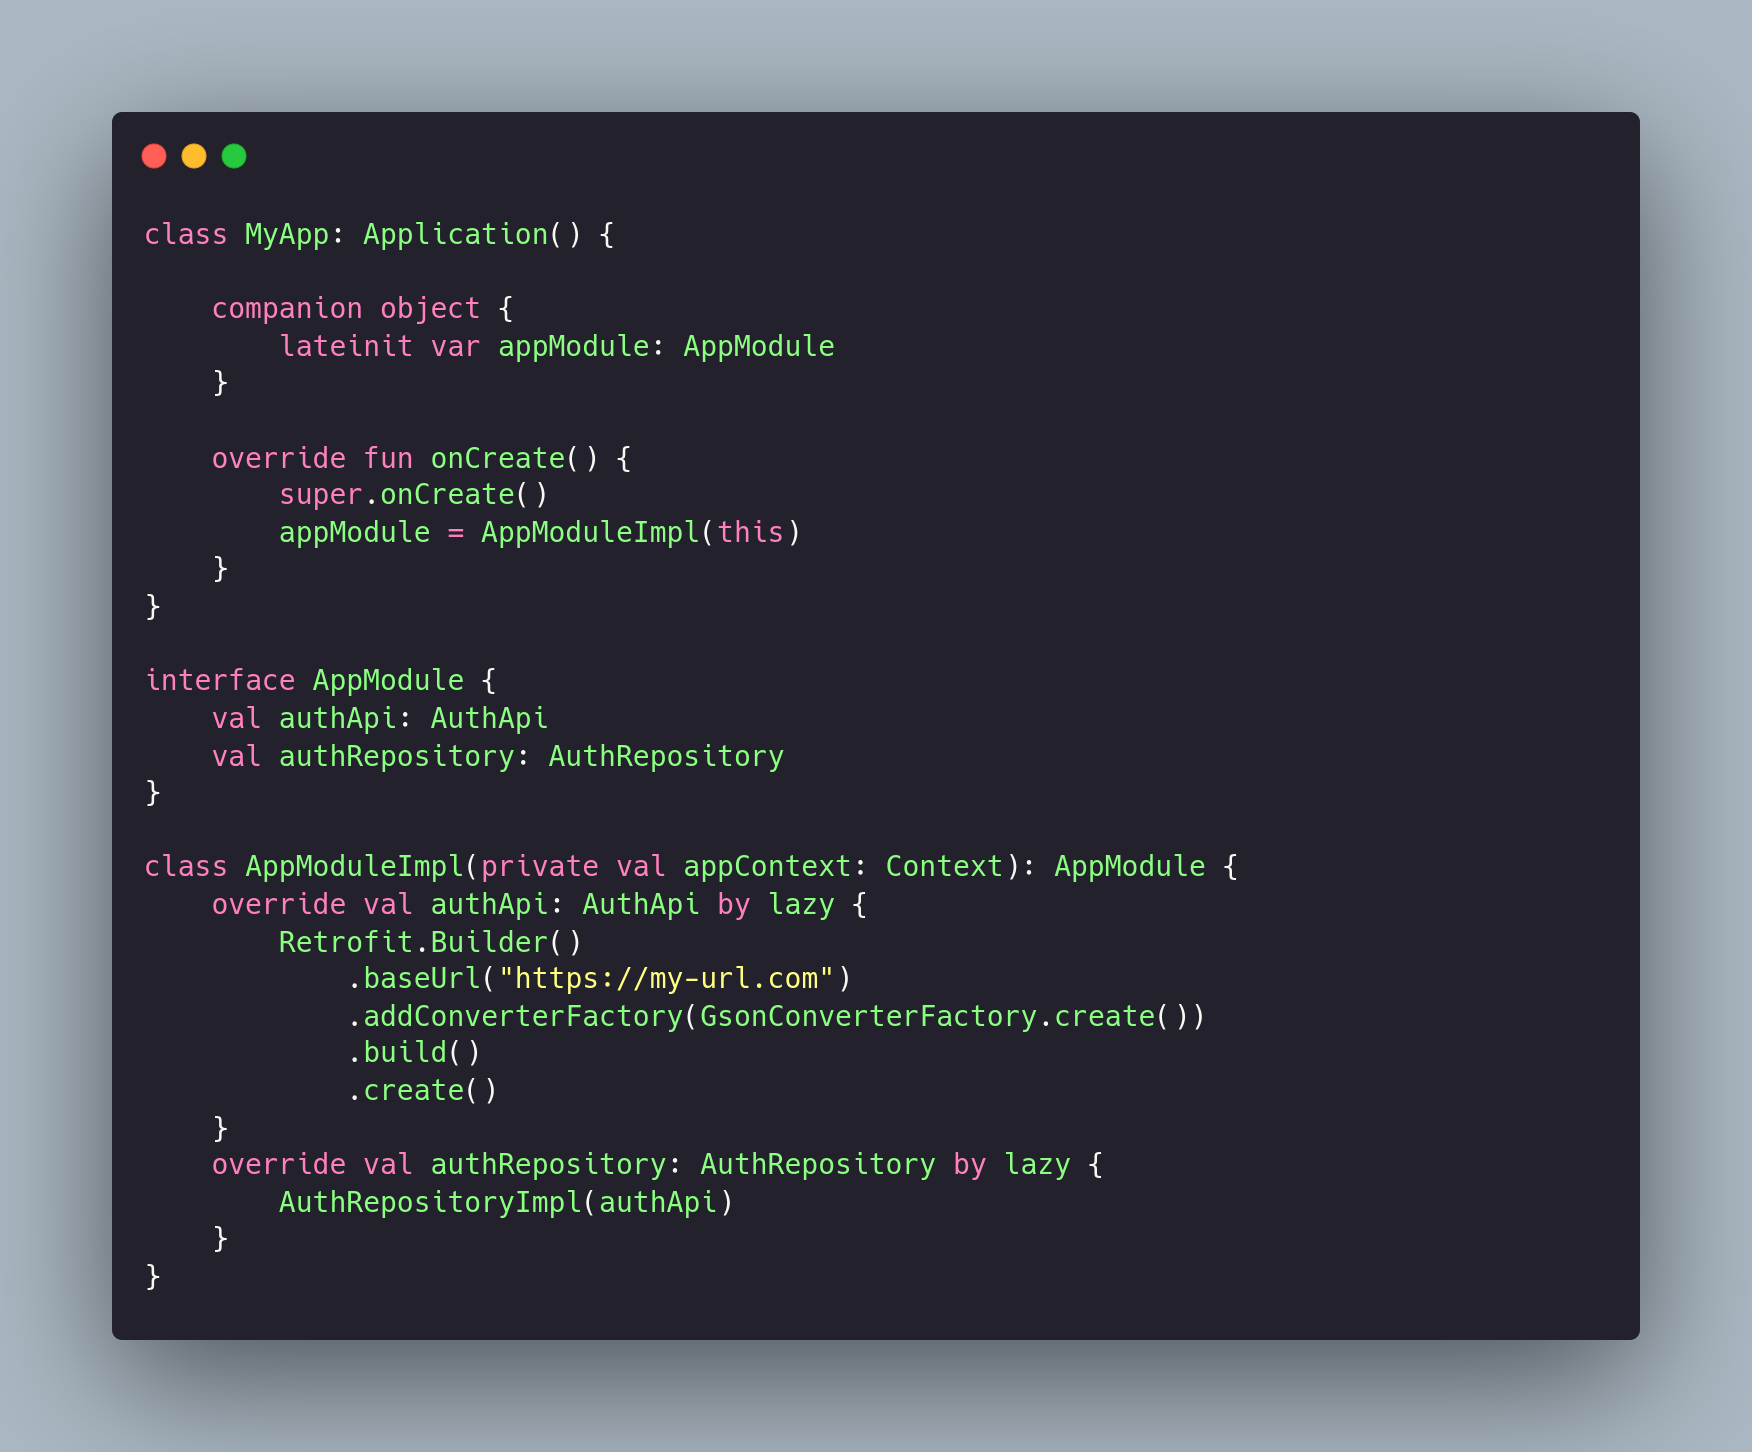 class MyApp: Application() {

    companion object {
        lateinit var appModule: AppModule
    }

    override fun onCreate() {
        super.onCreate()
        appModule = AppModuleImpl(this)
    }
}

interface AppModule {
    val authApi: AuthApi
    val authRepository: AuthRepository
}

class AppModuleImpl(private val appContext: Context): AppModule {
    override val authApi: AuthApi by lazy {
        Retrofit.Builder()
            .baseUrl("https://my-url.com")
            .addConverterFactory(GsonConverterFactory.create())
            .build()
            .create()
    }
    override val authRepository: AuthRepository by lazy {
        AuthRepositoryImpl(authApi)
    }
}